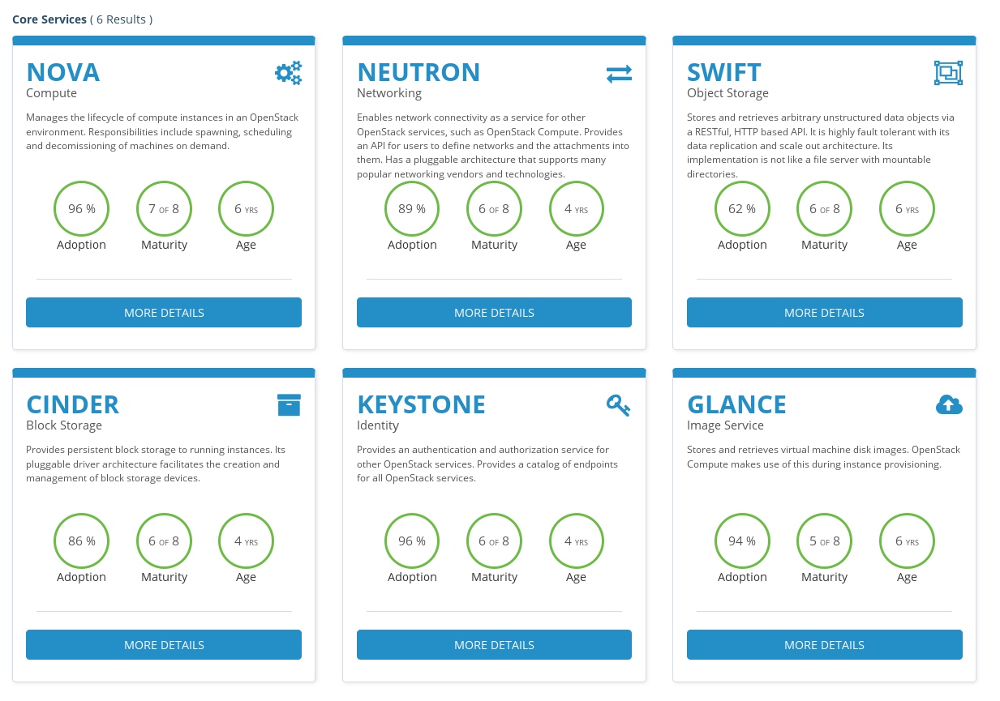 Core Services ( 6 Results )
NOVA
Compute
Manages the lifecycle of compute instances in an OpenStack
environment. Responsibilities include spawning, scheduling
and decomissioning of machines on demand.
96 %
7 OF 8
6 YRS
Adoption
Maturity
Age
MORE DETAILS
NEUTRON
Networking
Enables network connectivity as a service for other
OpenStack services, such as OpenStack Compute. Provides
an API for users to define networks and the attachments into
them. Has a pluggable architecture that supports many
popular networking vendors and technologies.
89 %
6 OF 8
4 YRS
Adoption
Maturity
Age
MORE DETAILS
SWIFT
Object Storage
Stores and retrieves arbitrary unstructured data objects via
a RESTful, HTTP based API. It is highly fault tolerant with its
data replication and scale out architecture. Its
implementation is not like a file server with mountable
directories.
62 %
6 OF 8
6 YRS
Adoption
Maturity
Age
MORE DETAILS
CINDER
Block Storage
Provides persistent block storage to running instances. Its
pluggable driver architecture facilitates the creation and
management of block storage devices.
86 %
6 OF 8
4 YRS
Adoption
Maturity
Age
MORE DETAILS
KEYSTONE
Identity
Provides an authentication and authorization service for
other OpenStack services. Provides a catalog of endpoints
for all OpenStack services.
96 %
6 OF 8
4 YRS
Adoption
Maturity
Age
MORE DETAILS
GLANCE
Image Service
Stores and retrieves virtual machine disk images. OpenStack
Compute makes use of this during instance provisioning.
94 %
5 OF 8
6 YRS
Adoption
Maturity
Age
MORE DETAILS